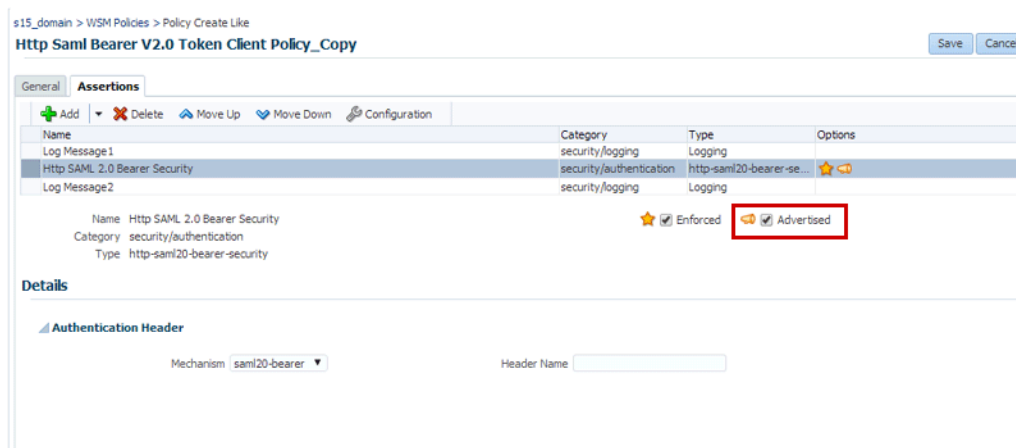 s15_domain > WSM Policies > Policy Create Like
Http Saml Bearer V2.0 Token Client Policy_Copy
Save Cance
General Assertions
Add Delete Move Up Move Down Configuration
Name Category Type Options
Log Message1 security/logging Logging
Http SAML 2.0 Bearer Security security/authentication http-saml20-bearer-se...
Log Message2 security/logging Logging
Name Http SAML 2.0 Bearer Security Enforced Advertised
Category security/authentication
Type http-saml20-bearer-security
Details
Authentication Header
Mechanism saml20-bearer Header Name